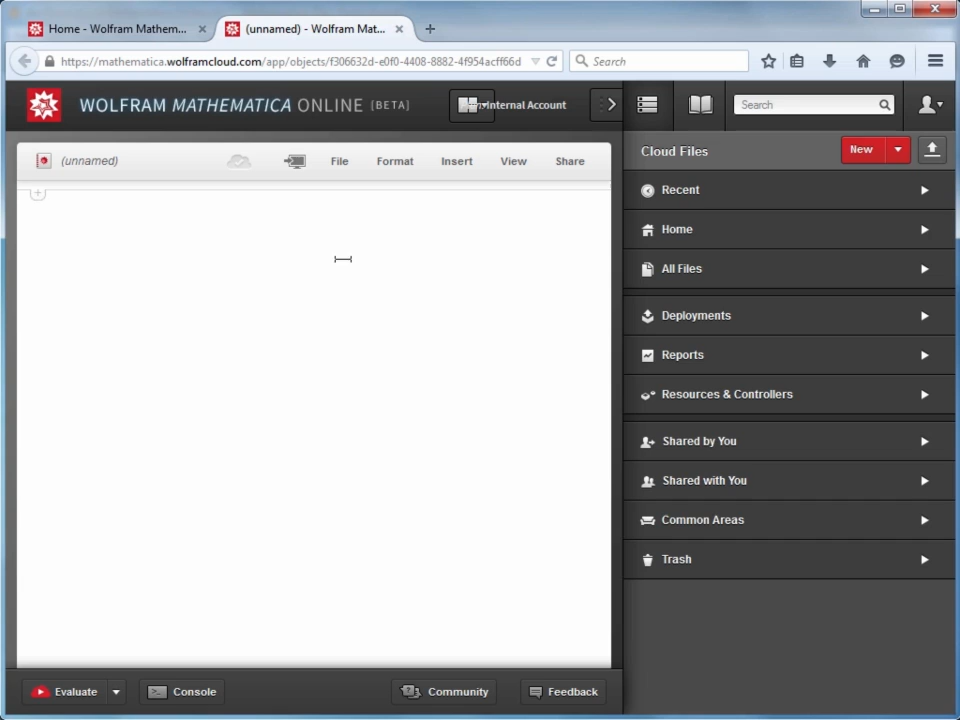 Home - Wolfram Mathem...
(unnamed) - Wolfram Mat...
https://mathematica.wolframcloud.com/app/objects/f306632d-e0f0-4408-8882-4f954acff66d
Search
WOLFRAM MATHEMATICA ONLINE [BETA]
Internal Account
Search
(unnamed)
File
Format
Insert
View
Share
Cloud Files
New
Recent
Home
All Files
Deployments
Reports
Resources & Controllers
Shared by You
Shared with You
Common Areas
Trash
Evaluate
Console
Community
Feedback